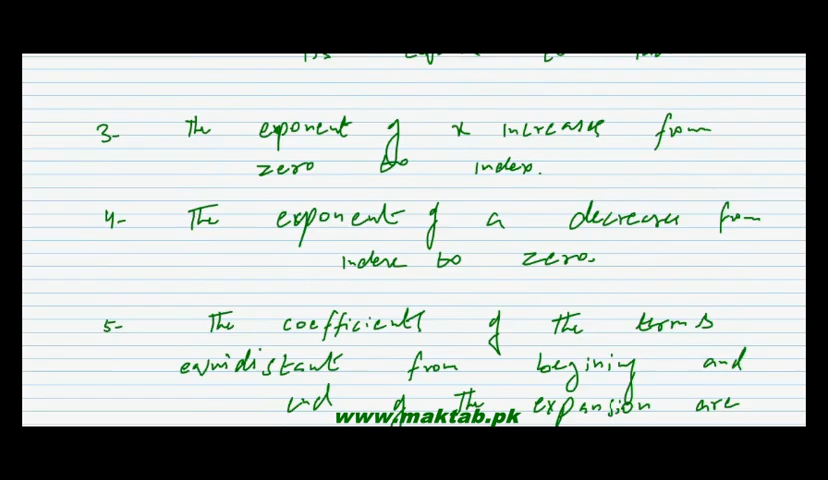 3- The exponent of x increases from
zero to index.
4- The exponent of a decreases from
index to zero.
5- The coefficients of the terms
equidistant from begining and
end of the expansion are
www.maktab.pk